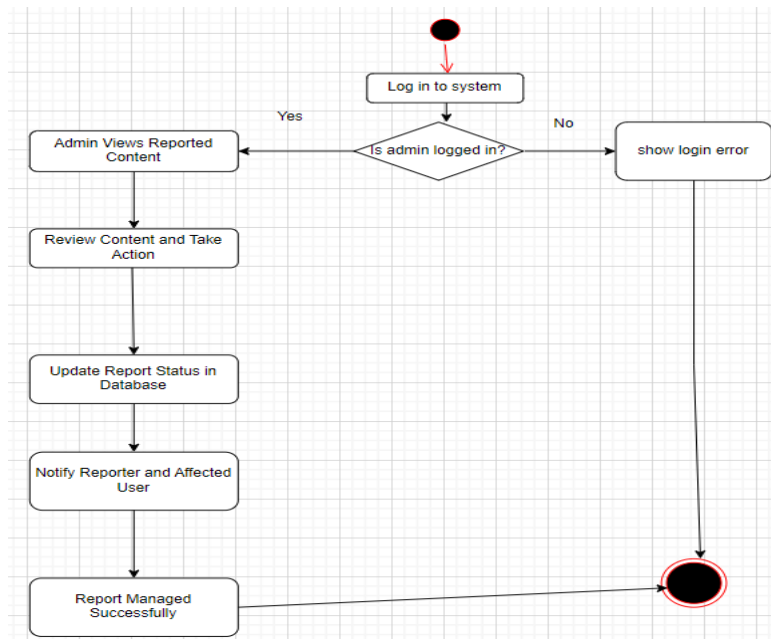 Log in to system
Yes
No
Is admin logged in?
Admin Views Reported
Content
show login error
Review Content and Take
Action
Update Report Status in
Database
Notify Reporter and Affected
User
Report Managed
Successfully